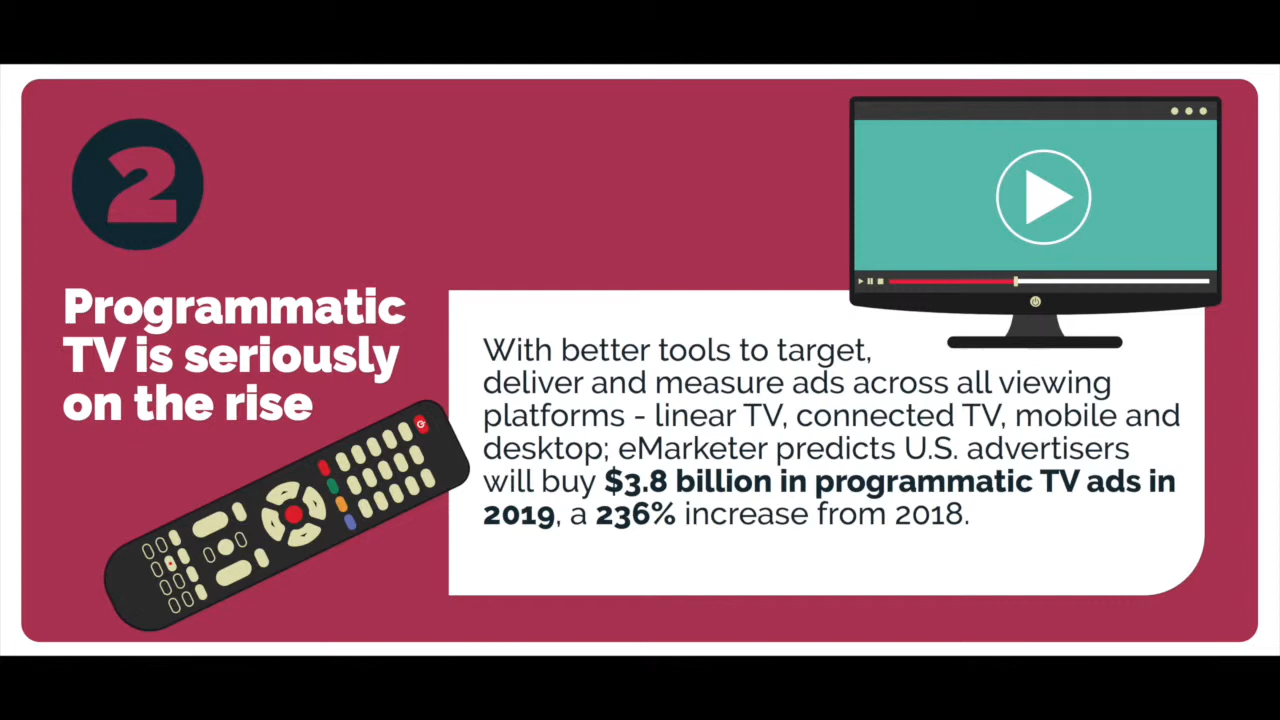 2
Programmatic
TV is seriously
on the rise
With better tools to target,
deliver and measure ads across all viewing
platforms - linear TV, connected TV, mobile and
desktop; eMarketer predicts U.S. advertisers
will buy $3.8 billion in programmatic TV ads in
2019, a 236% increase from 2018.